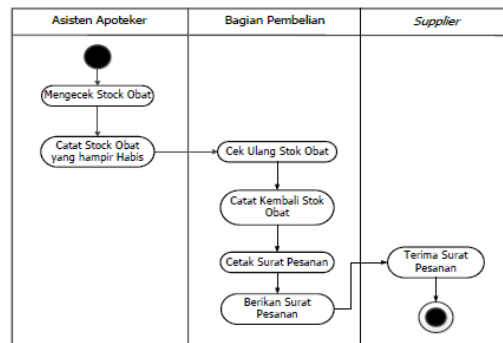 Asisten Apoteker
Bagian Pembelian
Supplier
Mengecek Stock Obat
Catat Stock Obat
yang hampir Habis
Cek Ulang Stok Obat
Catat Kembali Stok
Obat
Cetak Surat Pesanan
Berikan Surat
Pesanan
Terima Surat
Pesanan